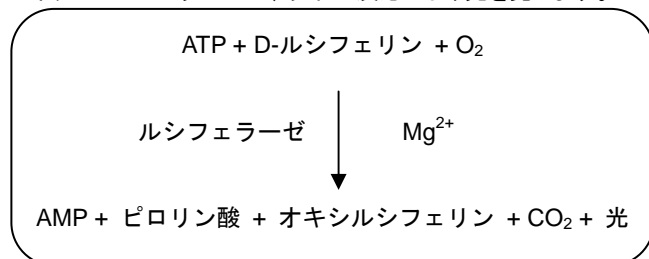 ATP + D-ルシフェリン + O₂
ルシフェラーゼ Mg²⁺
AMP + ピロリン酸 + オキシルシフェリン + CO₂ + 光